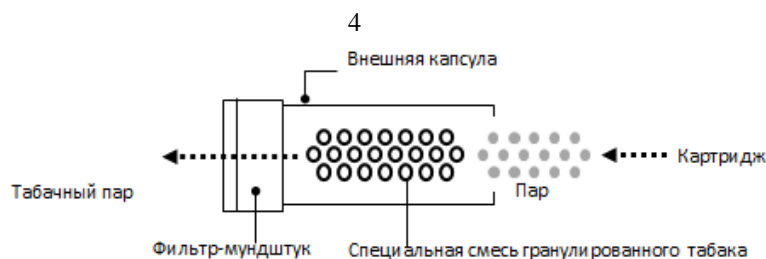 4
Внешняя капсула
Картридж
Табачный пар
Пар
Фильтр-мундштук
Специальная смесь гранулированного табака